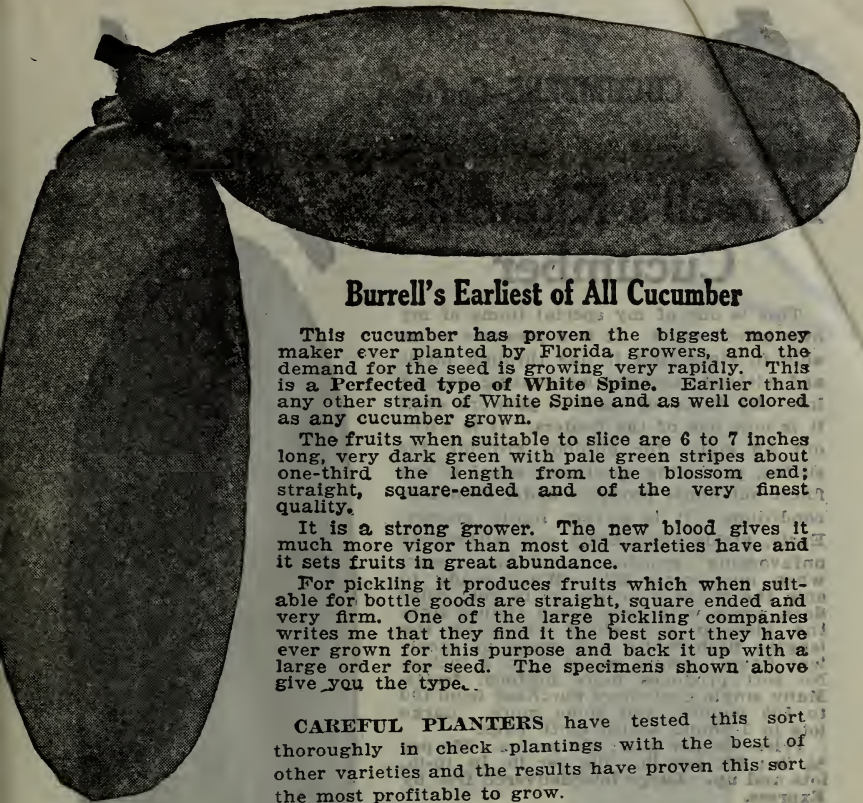 Burrell's Earliest of All Cucumber
This cucumber has proven the biggest money
maker ever planted by Florida growers, and the
demand for the seed is growing very rapidly. This
is a Perfected type of White Spine. Earlier than
any other strain of White Spine and as well colored
as any cucumber grown.
The fruits when suitable to slice are 6 to 7 inches
long, very dark green with pale green stripes about
one-third the length from the blossom end;
straight, square-ended and of the very finest
quality.
It is a strong grower. The new blood gives it
much more vigor than most old varieties have and
it sets fruits in great abundance.
For pickling it produces fruits which when suit-
able for bottle goods are straight, square ended and
very firm. One of the large pickling companies
writes me that they find it the best sort they have
ever grown for this purpose and back it up with a
large order for seed. The specimens shown above
give you the type.
CAREFUL PLANTERS have tested this sort
thoroughly in check plantings with the best of
other varieties and the results have proven this sort
the most profitable to grow.